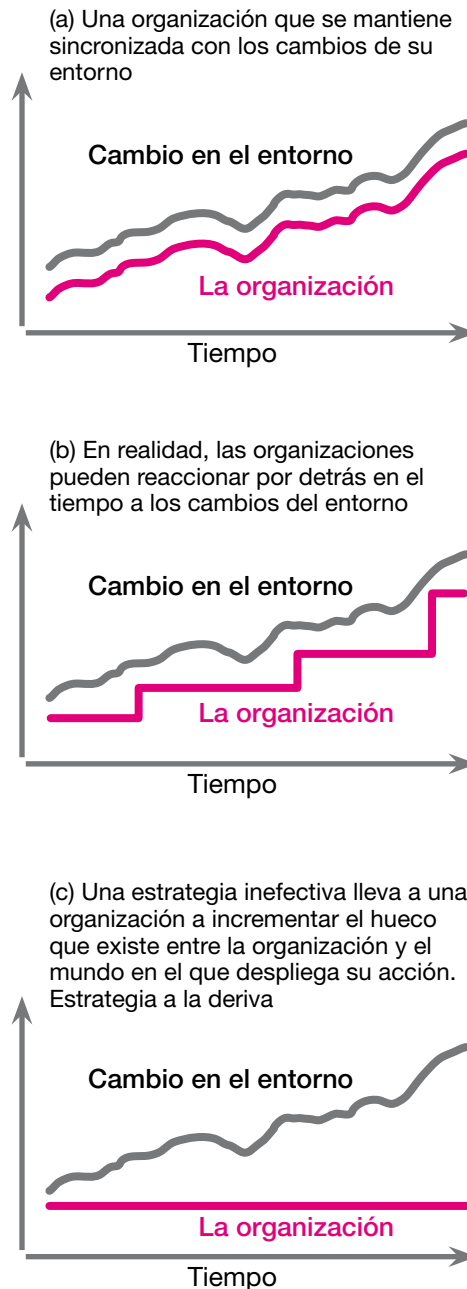 (a) Una organización que se mantiene
sincronizada con los cambios de su
entorno
Cambio en el entorno
La organización
Tiempo
(b) En realidad, las organizaciones
pueden reaccionar por detrás en el
tiempo a los cambios del entorno
Cambio en el entorno
La organización
Tiempo
(c) Una estrategia inefectiva lleva a una
organización a incrementar el hueco
que existe entre la organización y el
mundo en el que despliega su acción.
Estrategia a la deriva
Cambio en el entorno
La organización
Tiempo